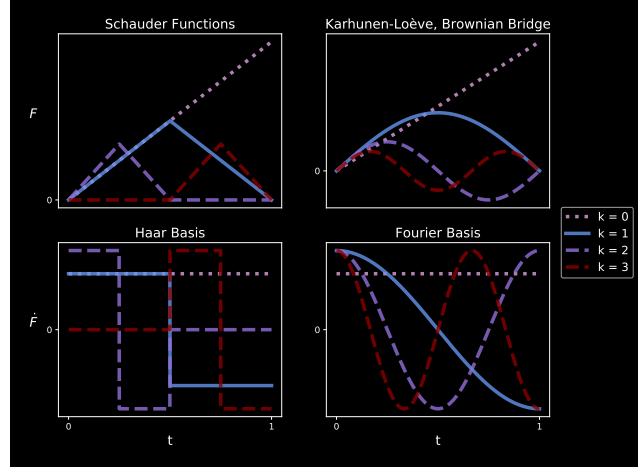 Schauder Functions
Karhunen-Loève, Brownian Bridge
F
0
0
k = 0
k = 1
k = 2
k = 3
Haar Basis
Fourier Basis
Ḟ
0
0
0 1
0 1
t
t